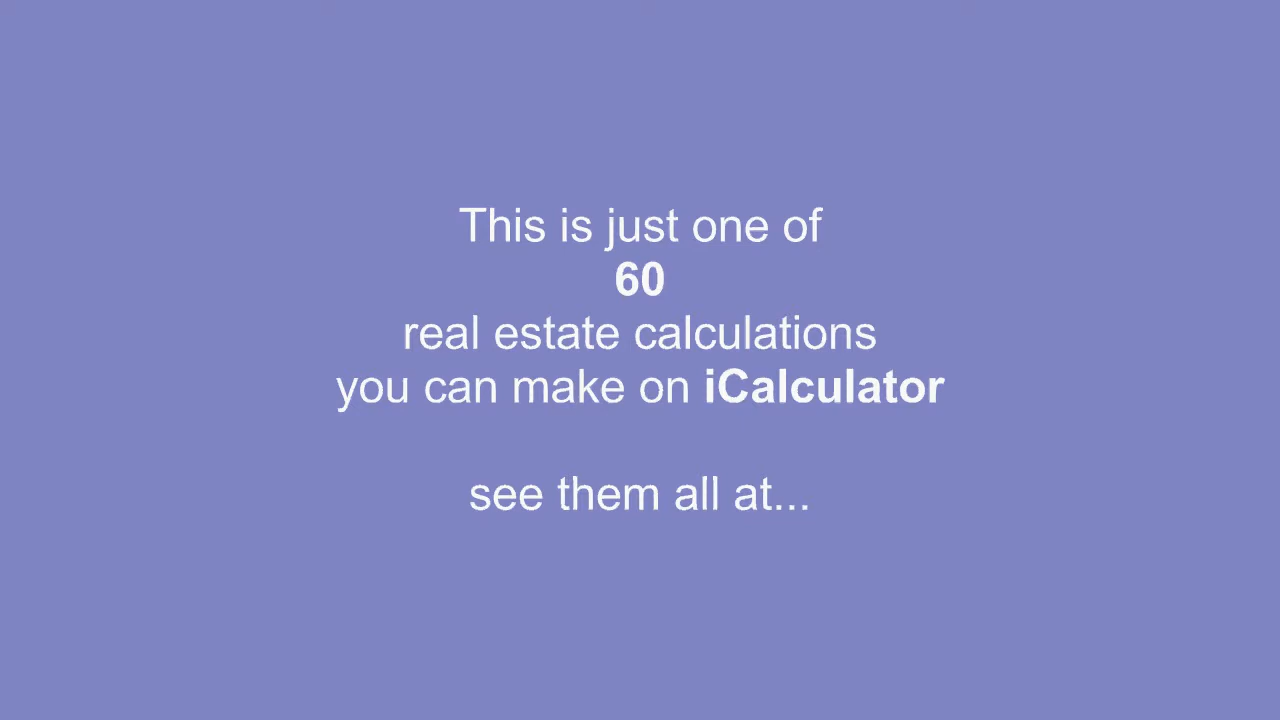 This is just one of
60
real estate calculations
you can make on iCalculator
see them all at...